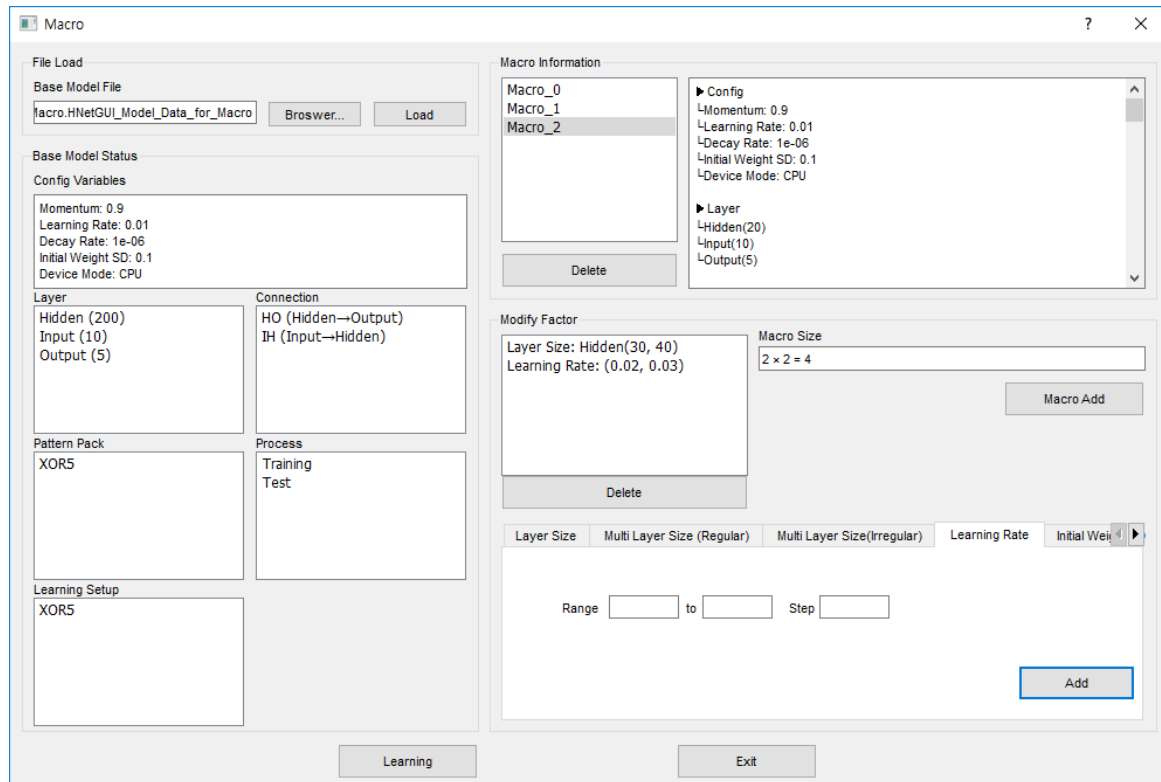 Macro
File Load
Base Model File
Macro.HNetGUI_Model_Data_for_Macro
Broswer...
Load
Base Model Status
Config Variables
Momentum: 0.9
Learning Rate: 0.01
Decay Rate: 1e-06
Initial Weight SD: 0.1
Device Mode: CPU
Layer
Hidden (200)
Input (10)
Output (5)
Connection
HO (Hidden→Output)
IH (Input→Hidden)
Pattern Pack
XOR5
Process
Training
Test
Learning Setup
XOR5
Macro Information
Macro_0
Macro_1
Macro_2
Delete
▶ Config
└Momentum: 0.9
└Learning Rate: 0.01
└Decay Rate: 1e-06
└Initial Weight SD: 0.1
└Device Mode: CPU
▶ Layer
└Hidden(20)
└Input(10)
└Output(5)
Modify Factor
Layer Size: Hidden(30, 40)
Learning Rate: (0.02, 0.03)
Delete
Macro Size
2 × 2 = 4
Macro Add
Layer Size
Multi Layer Size (Regular)
Multi Layer Size(Irregular)
Learning Rate
Initial
Range to Step
Add
Learning
Exit